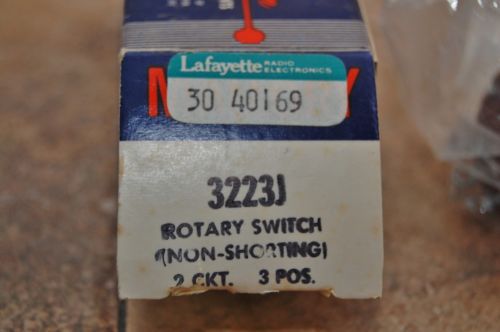 Lafayette RADIO ELECTRONICS
30 40169
3223J
ROTARY SWITCH
(NON-SHORTING)
2 CKT. 3 POS.